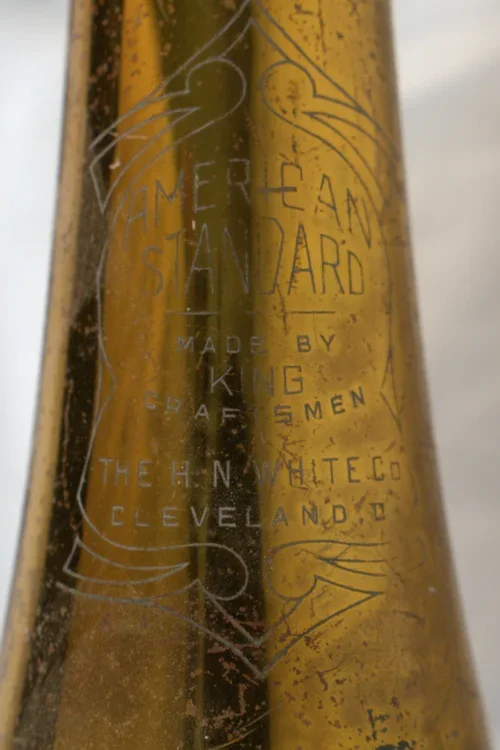 AMERICAN
STANDARD
MADE BY
KING
CRAFTSMEN
THE H.N. WHITE Co
CLEVELAND.O